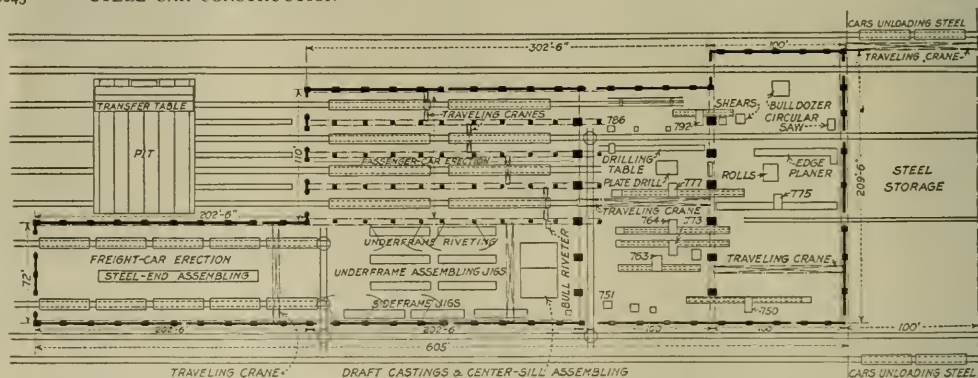 STEEL CAR CONSTRUCTION
CARS UNLOADING STEEL
302'-6"
100'
TRAVELING CRANE
TRANSFER TABLE
PIT
TRAVELING CRANES
786
SHEARS
BULLDOZER
792
CIRCULAR
SAW
110'
PASSENGER-CAR ERECTION
DRILLING
TABLE
ROLLS
EDGE
PLANER
STEEL
STORAGE
PLATE DRILL
777
775
209'-6"
202'-6"
TRAVELING CRANE
764
773
72'
FREIGHT-CAR ERECTION
STEEL-END ASSEMBLING
UNDERFRAME RIVETING
UNDERFRAME ASSEMBLING JIGS
SIDEFRAME JIGS
BULL RIVETER
763
TRAVELING CRANE
751
750
202'-6"
202'-6
100'
100'
100'
605'
TRAVELING CRANE
DRAFT CASTINGS & CENTER-SILL ASSEMBLING
CARS UNLOADING STEEL